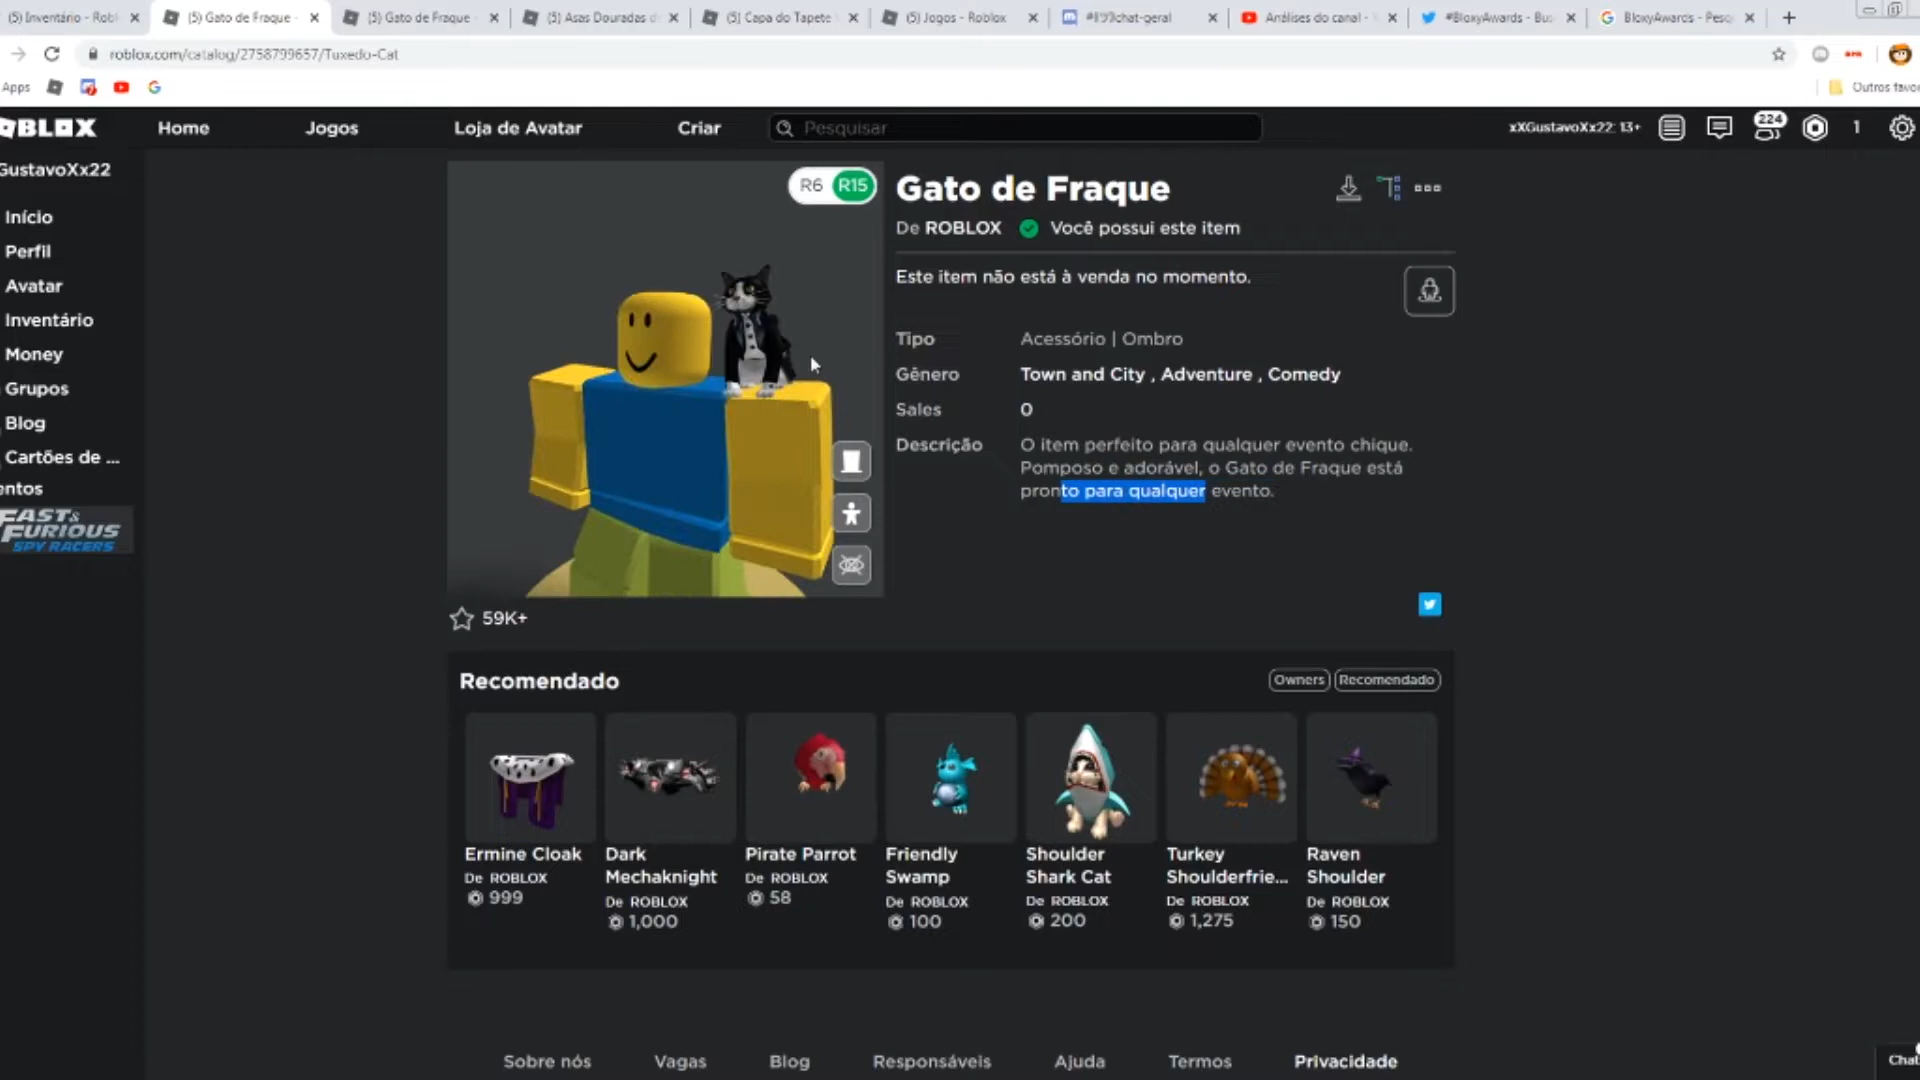 (5) Inventário - Robl
(5) Gato de Fraque -
(5) Gato de Fraque -
(5) Asas Douradas d
(5) Capa do Tapete
(5) Jogos - Roblox
chat-geral
Análises do canal -
#BloxyAwards - Bus
BloxyAwards - Pesq
roblox.com/catalog/2758799657/Tuxedo-Cat
Apps
Outros favor
BLOX
Home
Jogos
Loja de Avatar
Criar
Pesquisar
xXGustavoXx22: 13+
224
1
GustavoXx22
Início
Perfil
Avatar
Inventário
Money
Grupos
Blog
Cartões de ...
entos
FAST&
FURIOUS
SPY RACERS
R6 R15
Gato de Fraque
De ROBLOX Você possui este item
Este item não está à venda no momento.
Tipo Acessório | Ombro
Gênero Town and City , Adventure , Comedy
Sales 0
Descrição O item perfeito para qualquer evento chique.
Pomposo e adorável, o Gato de Fraque está
pronto para qualquer evento.
59K+
Recomendado
Owners
Recomendado
Ermine Cloak
De ROBLOX
999
Dark
Mechaknight
De ROBLOX
1,000
Pirate Parrot
De ROBLOX
58
Friendly
Swamp
De ROBLOX
100
Shoulder
Shark Cat
De ROBLOX
200
Turkey
Shoulderfrie...
De ROBLOX
1,275
Raven
Shoulder
De ROBLOX
150
Sobre nós
Vagas
Blog
Responsáveis
Ajuda
Termos
Privacidade
Chat